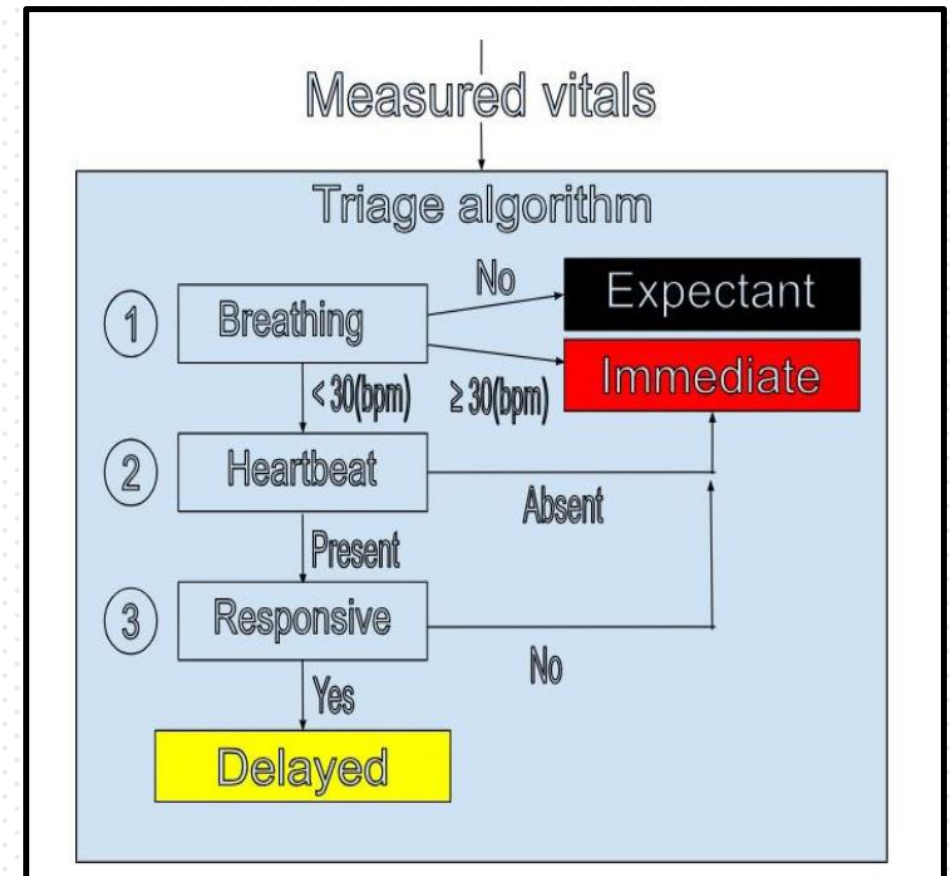 Measured vitals
Triage algorithm
No
Expectant
1
Breathing
Immediate
< 30(bpm)
≥ 30(bpm)
2
Heartbeat
Absent
Present
3
Responsive
No
Yes
Delayed